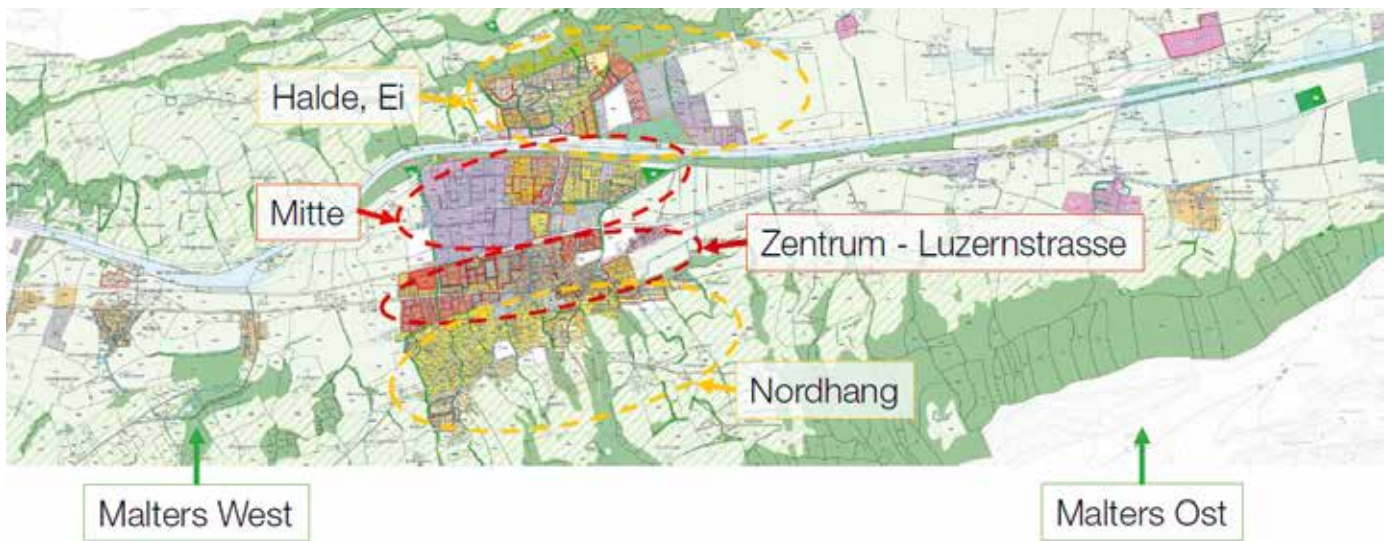 Halde, Ei
Mitte
Zentrum - Luzernstrasse
Nordhang
Malters West
Malters Ost